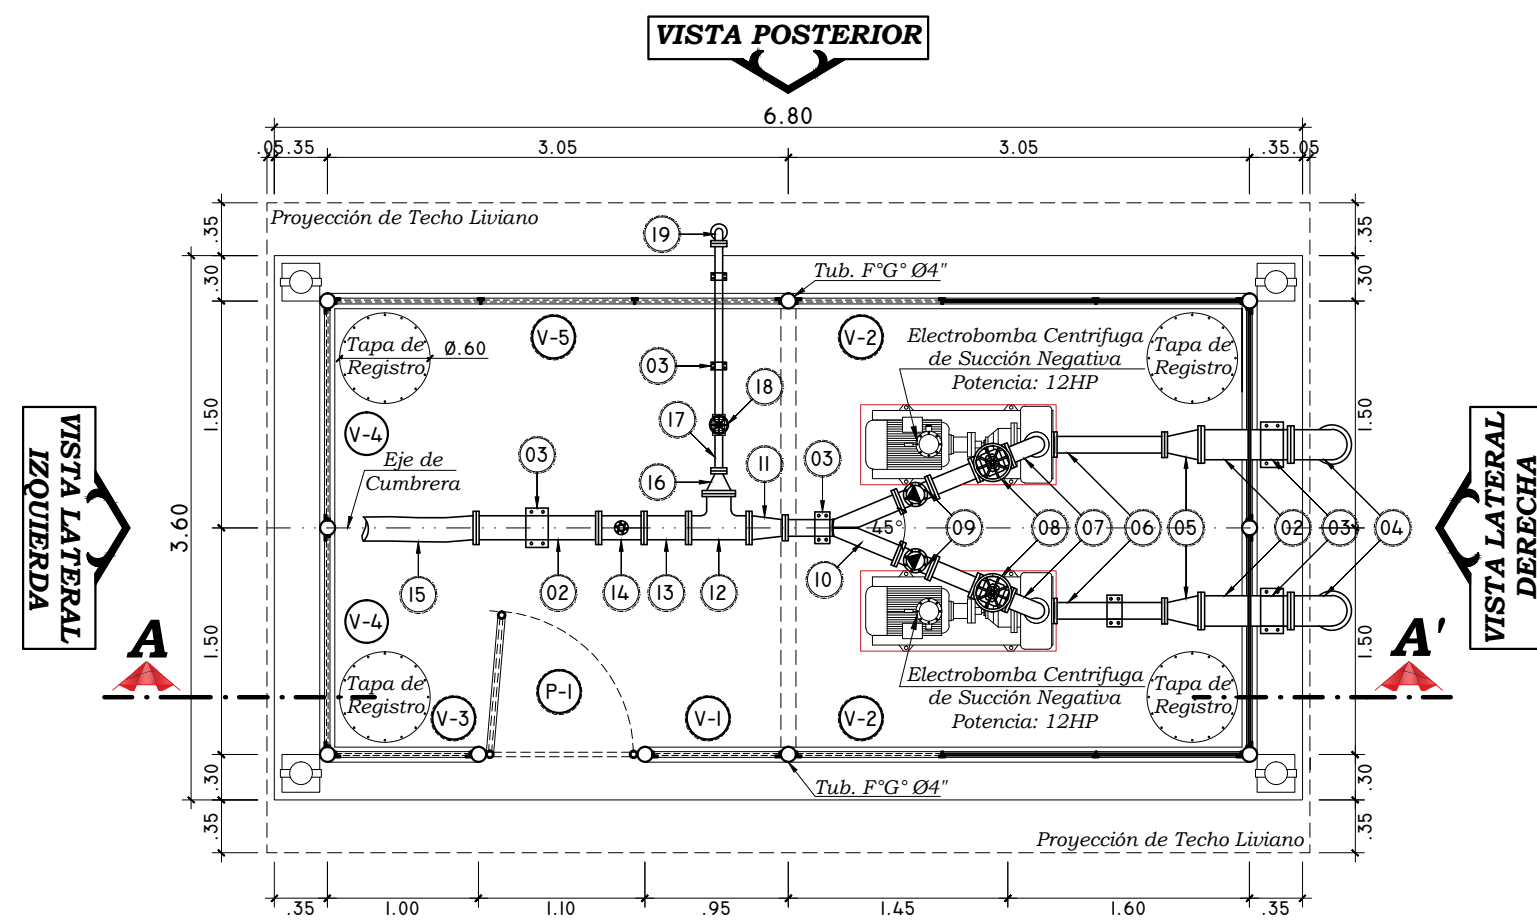 VISTA POSTERIOR
6.80
.05
.35
3.05
3.05
.35
.05
Proyección de Techo Liviano
.35
.30
1.50
1.50
.30
.35
3.60
.35
.30
1.50
1.50
.30
.35
19
Tub. F°G° Ø4"
Tapa de
Registro
Ø.60
V-5
V-2
Electrobomba Centrifuga
de Succión Negativa
Potencia: 12HP
Tapa de
Registro
03
18
17
V-4
Eje de
Cumbrera
03
16
11
03
VISTA LATERAL
IZQUIERDA
VISTA LATERAL
DERECHA
45°
09
08
07
06
05
02
03
04
15
02
14
13
12
10
V-4
A
A'
P-1
Tapa de
Registro
V-3
V-1
V-2
Electrobomba Centrifuga
de Succión Negativa
Potencia: 12HP
Tapa de
Registro
Tub. F°G° Ø4"
Proyección de Techo Liviano
.35
1.00
1.10
.95
1.45
1.60
.35